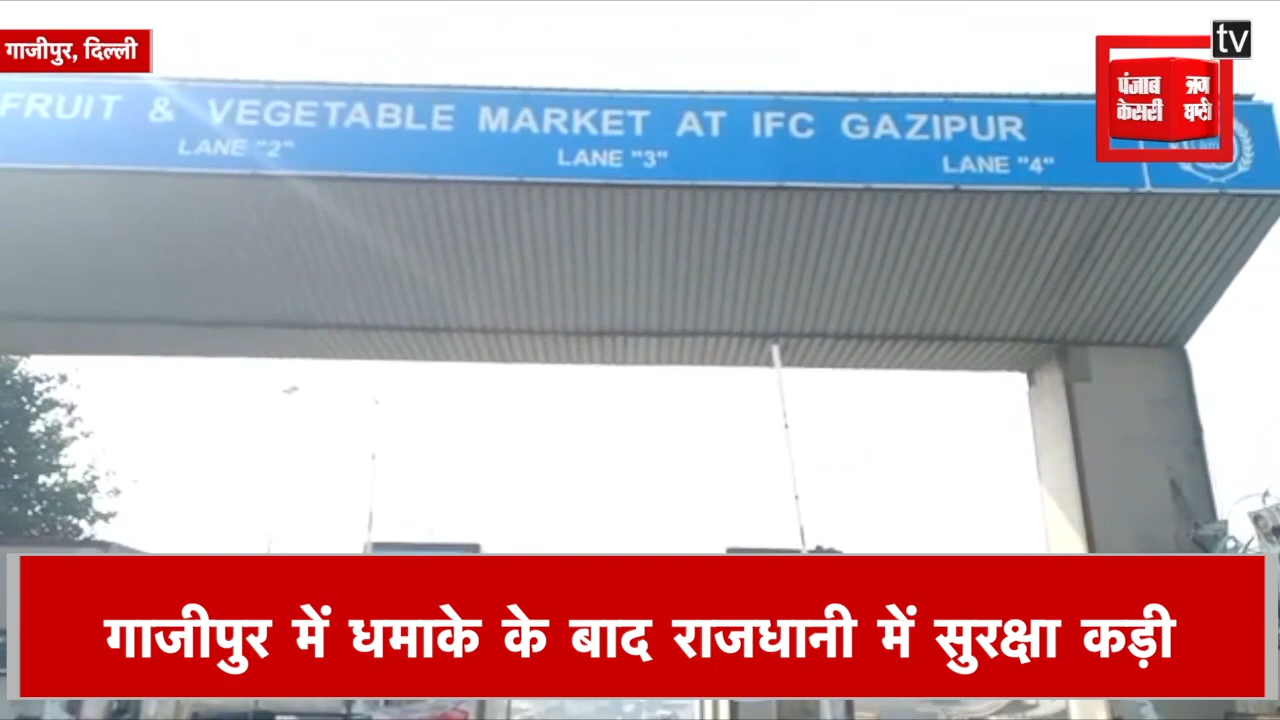 गाजीपुर, दिल्ली
tv
पंजाब केसरी
FRUIT & VEGETABLE MARKET AT IFC GAZIPUR
LANE "2" LANE "3" LANE "4"
गाजीपुर में धमाके के बाद राजधानी में सुरक्षा कड़ी